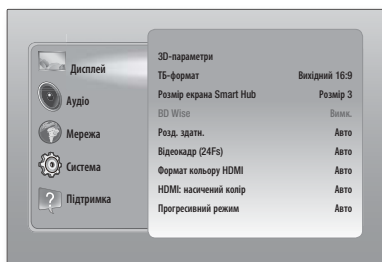 Дисплей
Аудіо
Мережа
Система
Підтримка
3D-параметри
ТБ-формат Вихідний 16:9
Розмір екрана Smart Hub Розмір 3
BD Wise Вимк.
Розд. здатн. Авто
Відеокадр (24Fs) Авто
Формат кольору HDMI Авто
HDMI: насичений колір Авто
Прогресивний режим Авто